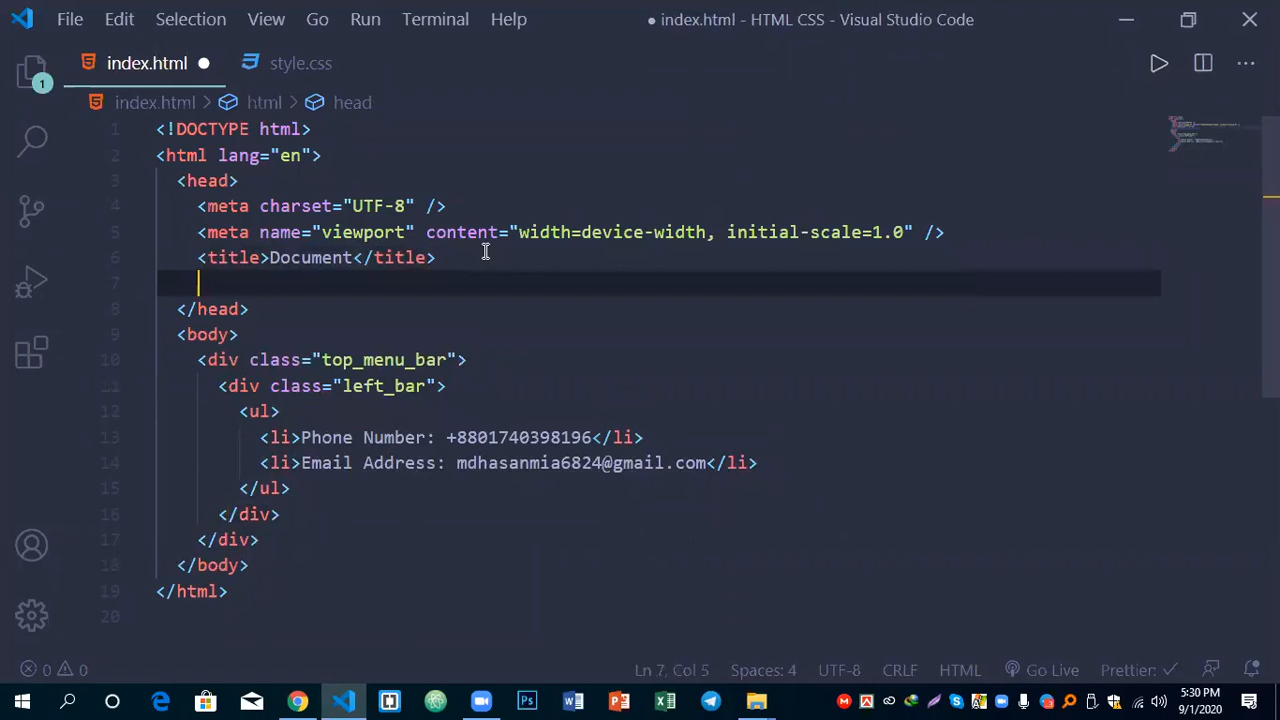 File Edit Selection View Go Run Terminal Help
● index.html - HTML CSS - Visual Studio Code
index.html ● style.css
1
index.html > html > head
1 <!DOCTYPE html>
2 <html lang="en">
3 <head>
4 <meta charset="UTF-8" />
5 <meta name="viewport" content="width=device-width, initial-scale=1.0" />
6 <title>Document</title>
7
8 </head>
9 <body>
10 <div class="top_menu_bar">
11 <div class="left_bar">
12 <ul>
13 <li>Phone Number: +8801740398196</li>
14 <li>Email Address: mdhasanmia6824@gmail.com</li>
15 </ul>
16 </div>
17 </div>
18 </body>
19 </html>
20
0 0 Ln 7, Col 5 Spaces: 4 UTF-8 CRLF HTML Go Live Prettier: ✓
5:30 PM
9/1/2020